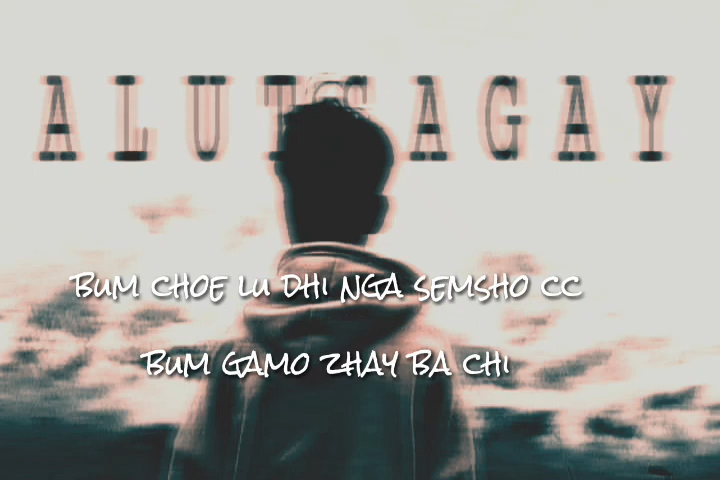 ALUTSAGAY
BUM CHOE LU DHI NGA SEMSHO CC
BUM GAMO ZHAY BA CHI